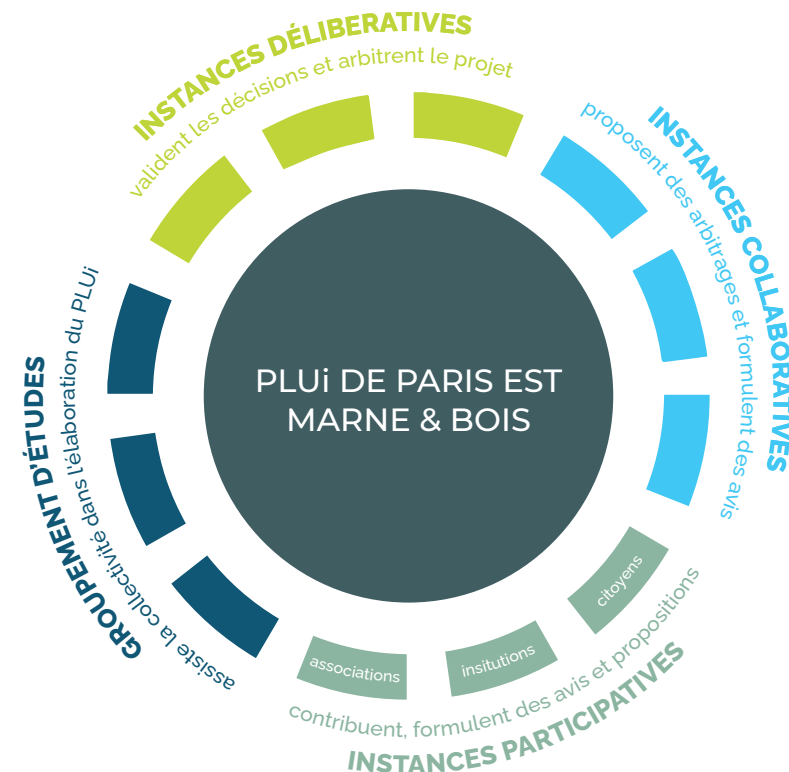 INSTANCES DÉLIBERATIVES
valident les décisions et arbitrent le projet
INSTANCES COLLABORATIVES
proposent des arbitrages et formulent des avis
PLUi DE PARIS EST
MARNE & BOIS
GROUPEMENT D'ÉTUDES
assiste la collectivité dans l'élaboration du PLUi
associations
insitutions
citoyens
contribuent, formulent des avis et propositions
INSTANCES PARTICIPATIVES